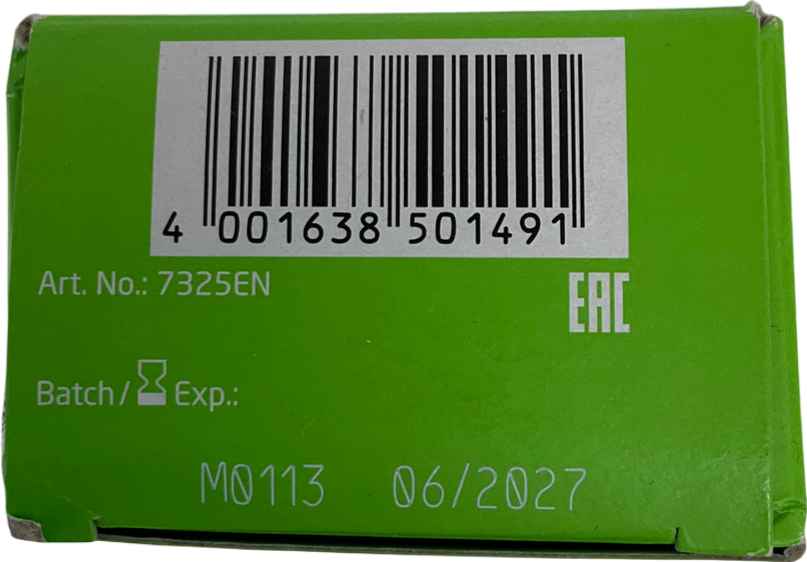 4 001638 501491
Art. No.: 7325EN
EAC
Batch / Exp.:
M0113 06/2027